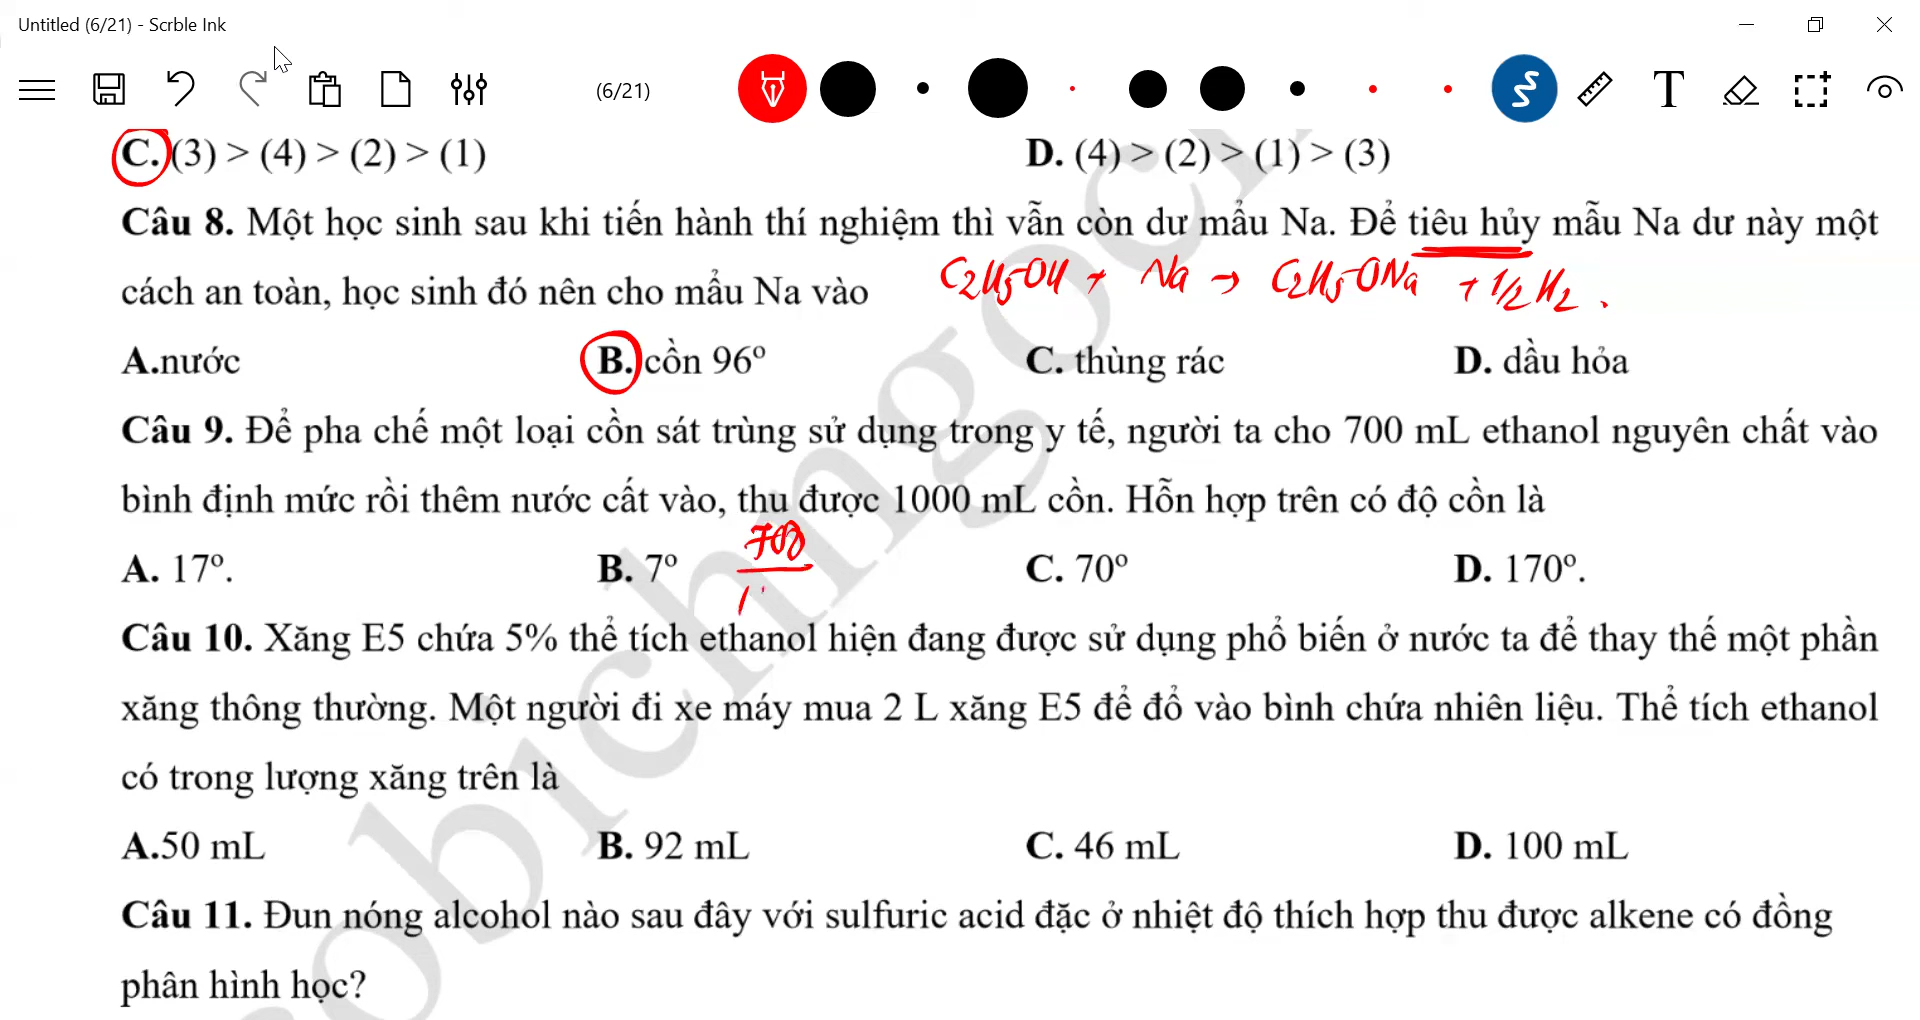 Untitled (6/21) - Scrble Ink
(6/21)
T
C. (3) > (4) > (2) > (1) D. (4) > (2) > (1) > (3)
Câu 8. Một học sinh sau khi tiến hành thí nghiệm thì vẫn còn dư mẩu Na. Để tiêu hủy mẫu Na dư này một
cách an toàn, học sinh đó nên cho mẩu Na vào
C2H5OH + Na → C2H5ONa + 1/2 H2.
A.nước B. cồn 96º C. thùng rác D. dầu hỏa
Câu 9. Để pha chế một loại cồn sát trùng sử dụng trong y tế, người ta cho 700 mL ethanol nguyên chất vào
bình định mức rồi thêm nước cất vào, thu được 1000 mL cồn. Hỗn hợp trên có độ cồn là
700
A. 17º. B. 7º C. 70º D. 170º.
1
Câu 10. Xăng E5 chứa 5% thể tích ethanol hiện đang được sử dụng phổ biến ở nước ta để thay thế một phần
xăng thông thường. Một người đi xe máy mua 2 L xăng E5 để đổ vào bình chứa nhiên liệu. Thể tích ethanol
có trong lượng xăng trên là
A.50 mL B. 92 mL C. 46 mL D. 100 mL
Câu 11. Đun nóng alcohol nào sau đây với sulfuric acid đặc ở nhiệt độ thích hợp thu được alkene có đồng
phân hình học?